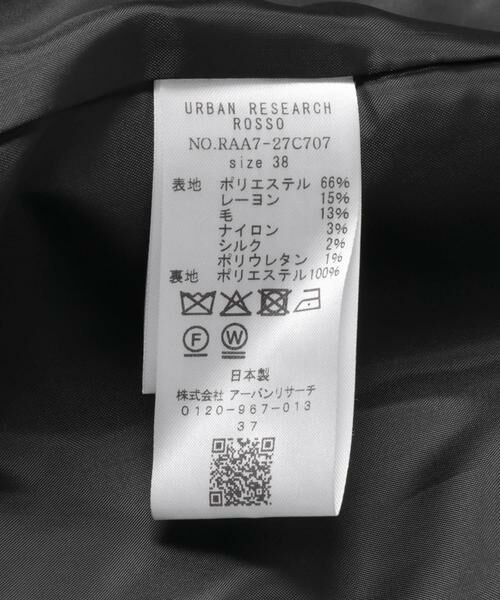 URBAN RESEARCH
ROSSO
NO.RAA7-27C707
size 38
表地 ポリエステル 66%
レーヨン 15%
毛 13%
ナイロン 3%
シルク 2%
ポリウレタン 1%
裏地 ポリエステル100%
F W
日本製
株式会社 アーバンリサーチ
0120-967-013
37